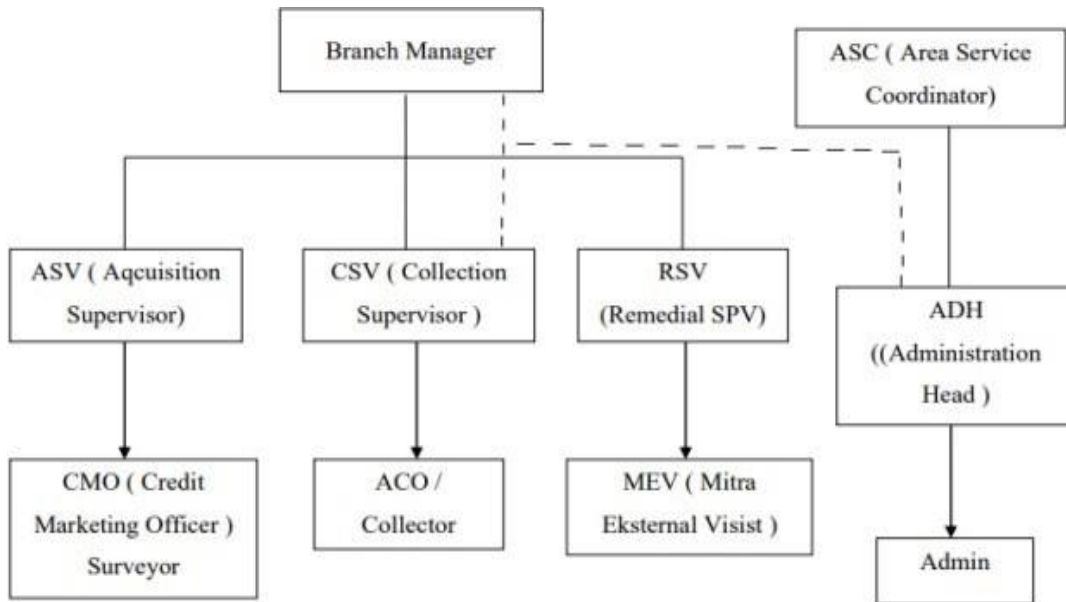 Branch Manager
ASC ( Area Service
Coordinator)
ASV ( Aqcuisition
Supervisor)
CSV ( Collection
Supervisor )
RSV
(Remedial SPV)
ADH
((Administration
Head )
CMO ( Credit
Marketing Officer )
Surveyor
ACO /
Collector
MEV ( Mitra
Eksternal Visist )
Admin